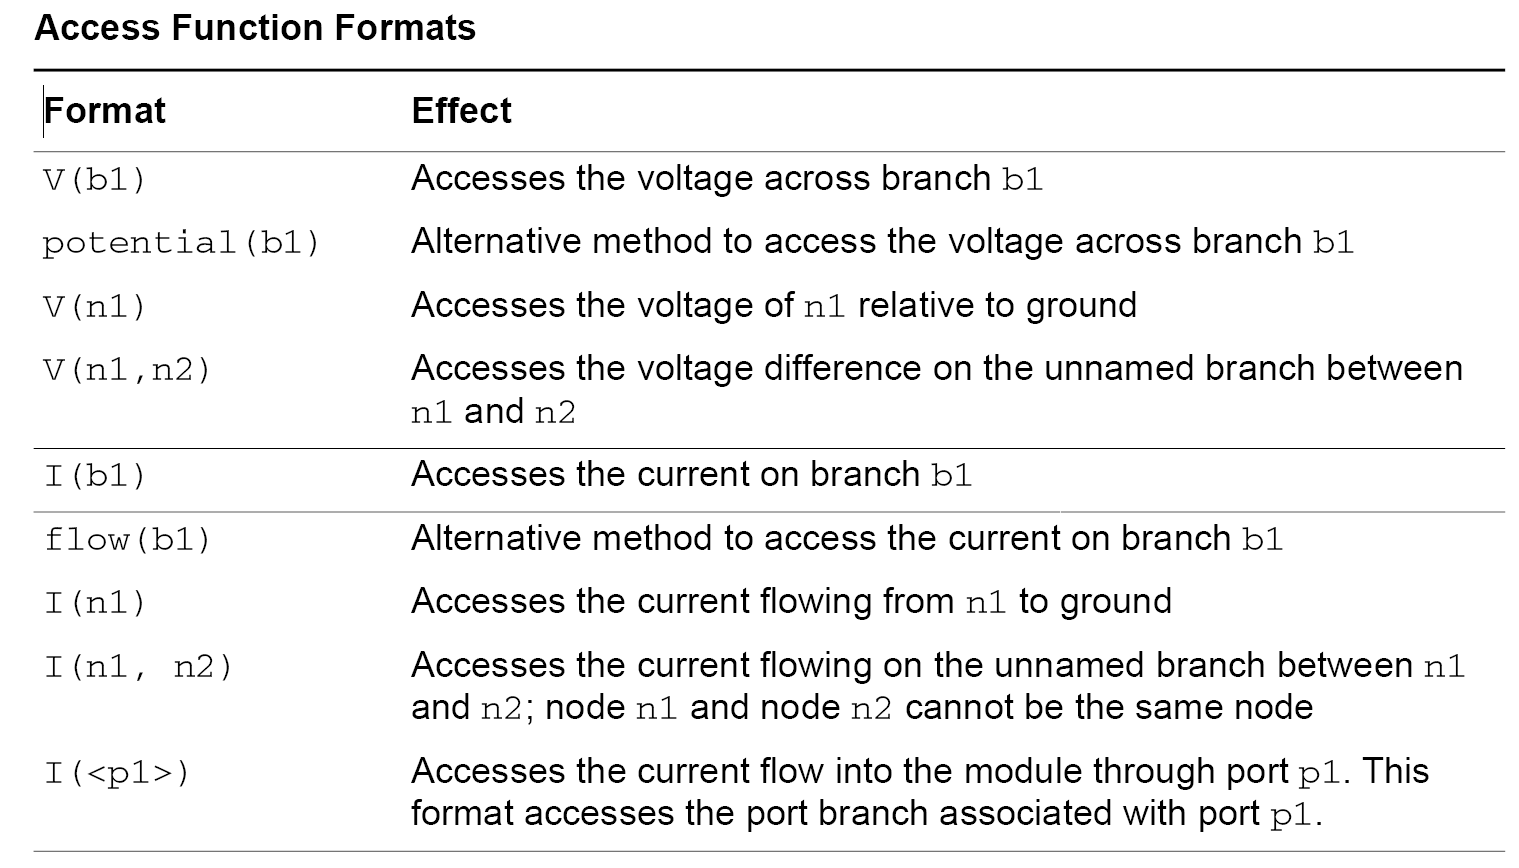 Access Function Formats
Format Effect
V(b1) Accesses the voltage across branch b1
potential(b1) Alternative method to access the voltage across branch b1
V(n1) Accesses the voltage of n1 relative to ground
V(n1,n2) Accesses the voltage difference on the unnamed branch between
n1 and n2
I(b1) Accesses the current on branch b1
flow(b1) Alternative method to access the current on branch b1
I(n1) Accesses the current flowing from n1 to ground
I(n1, n2) Accesses the current flowing on the unnamed branch between n1
and n2; node n1 and node n2 cannot be the same node
I(<p1>) Accesses the current flow into the module through port p1. This
format accesses the port branch associated with port p1.